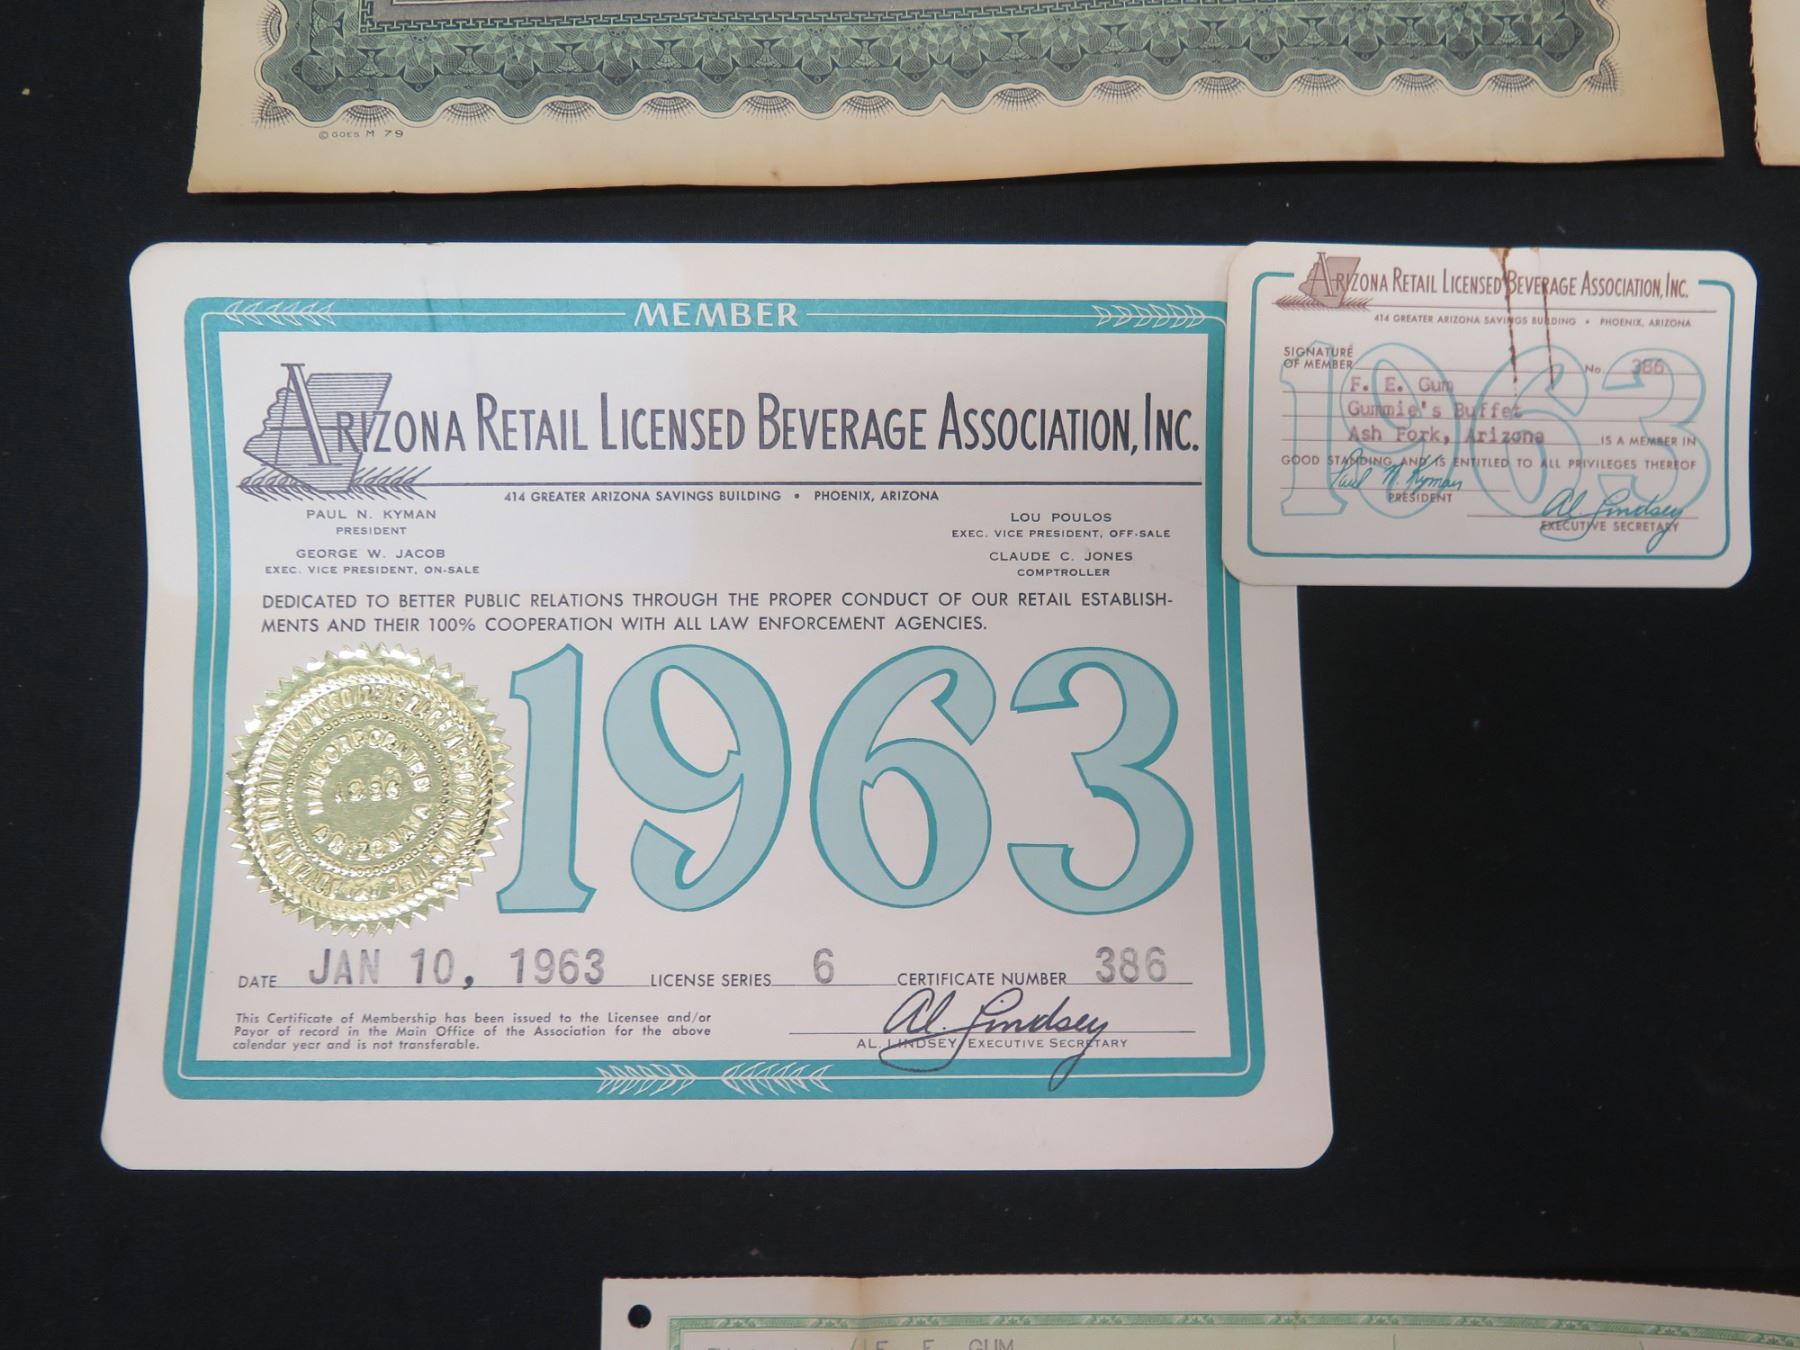 © GOES M 79
MEMBER
ARIZONA RETAIL LICENSED BEVERAGE ASSOCIATION, INC.
414 GREATER ARIZONA SAVINGS BUILDING • PHOENIX, ARIZONA
PAUL N. KYMAN
PRESIDENT
GEORGE W. JACOB
EXEC. VICE PRESIDENT, ON-SALE
LOU POULOS
EXEC. VICE PRESIDENT, OFF-SALE
CLAUDE C. JONES
COMPTROLLER
DEDICATED TO BETTER PUBLIC RELATIONS THROUGH THE PROPER CONDUCT OF OUR RETAIL ESTABLISH-
MENTS AND THEIR 100% COOPERATION WITH ALL LAW ENFORCEMENT AGENCIES.
1963
INCORPORATED
1936
ARIZONA
DATE JAN 10, 1963 LICENSE SERIES 6 CERTIFICATE NUMBER 386
This Certificate of Membership has been issued to the Licensee and/or
Payor of record in the Main Office of the Association for the above
calendar year and is not transferable.
Al. Lindsey
AL. LINDSEY, EXECUTIVE SECRETARY
ARIZONA RETAIL LICENSED BEVERAGE ASSOCIATION, INC.
414 GREATER ARIZONA SAVINGS BUILDING • PHOENIX, ARIZONA
1963
SIGNATURE
OF MEMBER
No. 386
F. E. Gum
Gummie's Buffet
Ash Fork, Arizona IS A MEMBER IN
GOOD STANDING AND IS ENTITLED TO ALL PRIVILEGES THEREOF
Paul N. Kyman
PRESIDENT
Al. Lindsey
EXECUTIVE SECRETARY
F. E. GUM